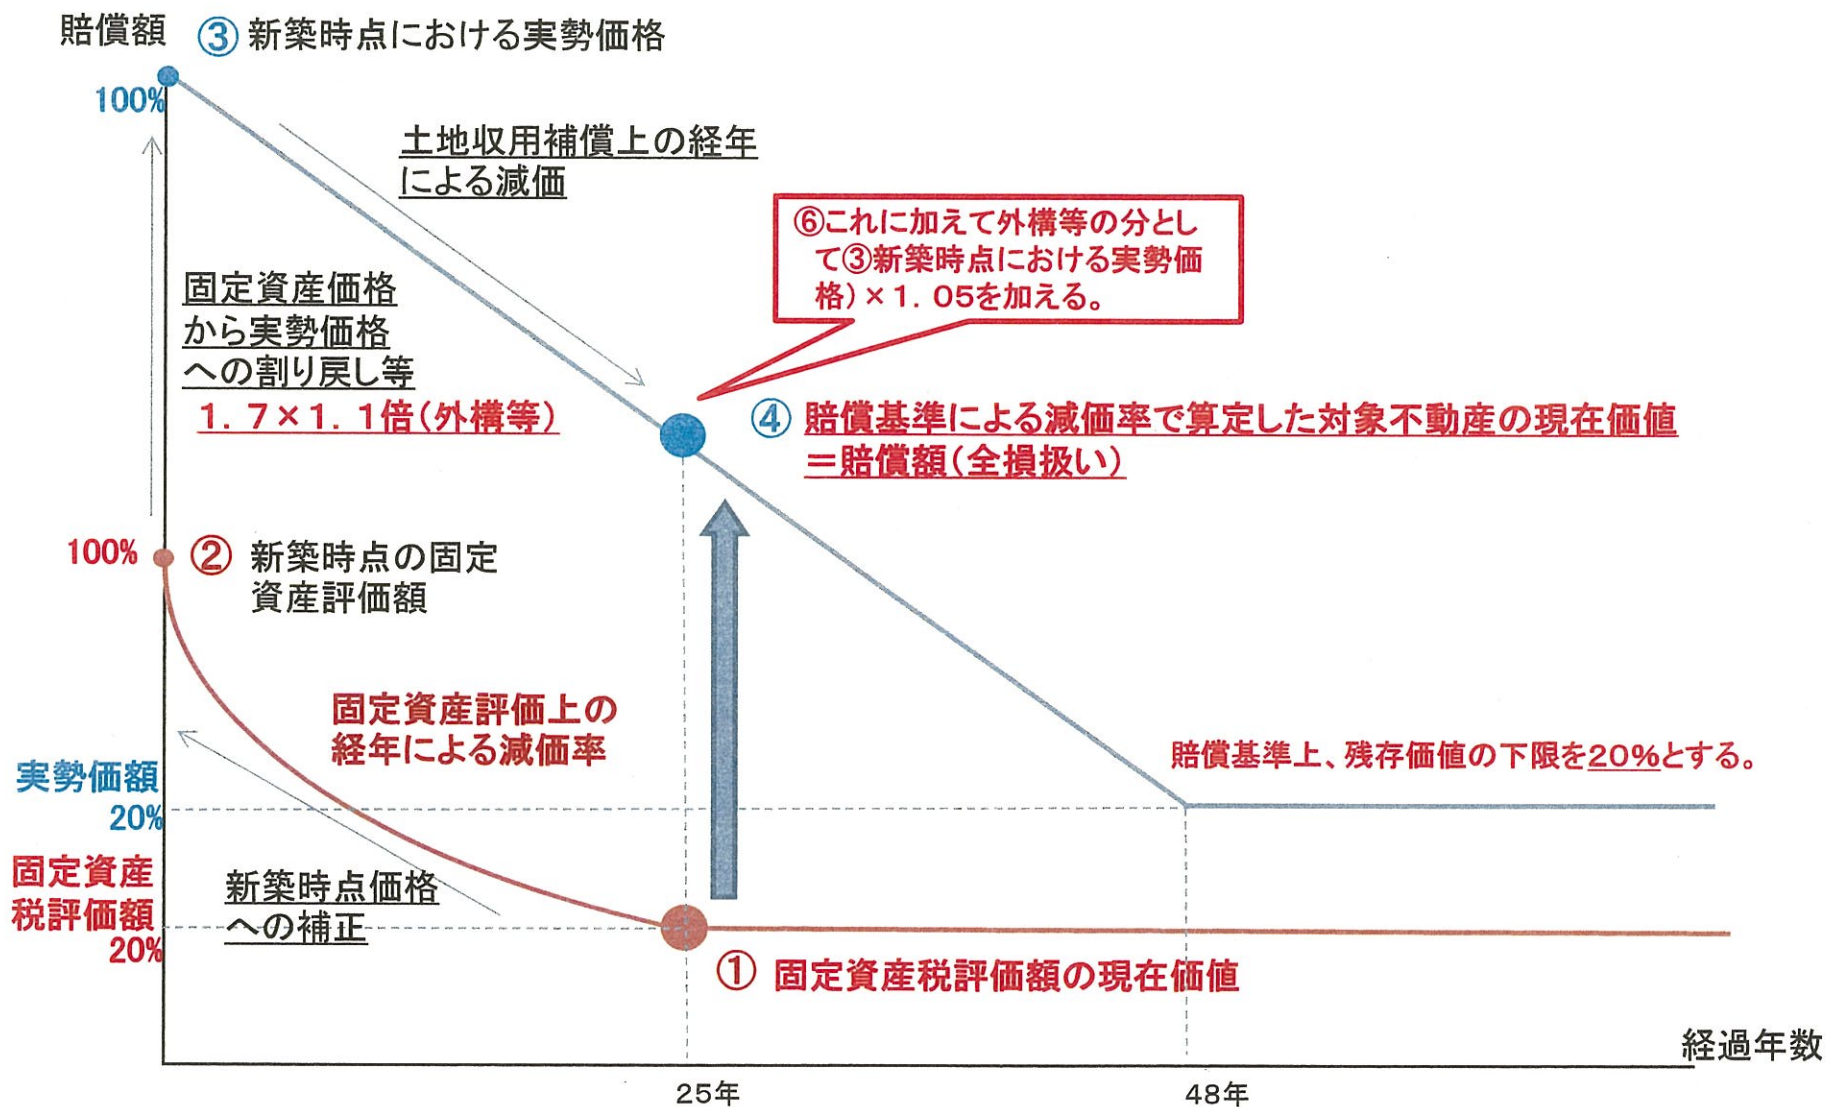 賠償額
③ 新築時点における実勢価格
100%
土地収用補償上の経年
による減価
⑥これに加えて外構等の分とし
て③新築時点における実勢価
格)×1.05を加える。
固定資産価格
から実勢価格
への割り戻し等
1.7×1.1倍(外構等)
④ 賠償基準による減価率で算定した対象不動産の現在価値
=賠償額(全損扱い)
100%
② 新築時点の固定
資産評価額
固定資産評価上の
経年による減価率
賠償基準上、残存価値の下限を20%とする。
実勢価額
20%
固定資産
税評価額
20%
新築時点価格
への補正
① 固定資産税評価額の現在価値
経過年数
25年
48年